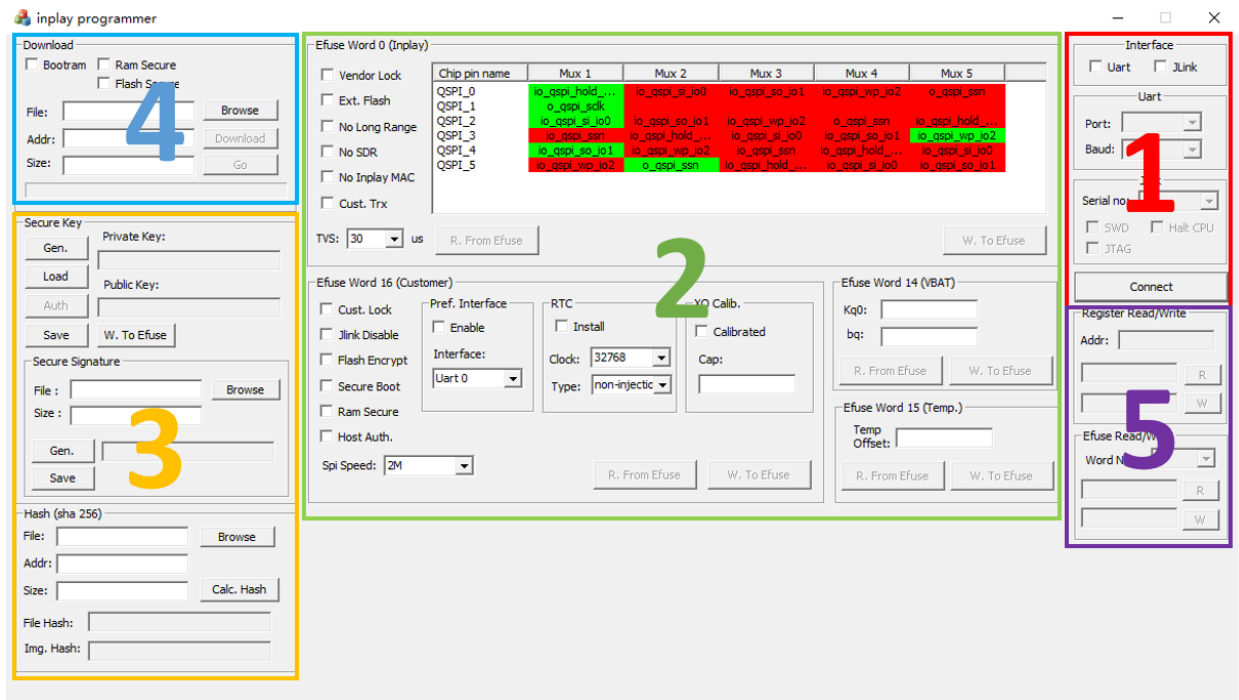 inplay programmer
Download
Bootram
Ram Secure
Flash Secure
File:
Browse
Addr:
Download
Size:
Go
4
Secure Key
Gen.
Private Key:
Load
Public Key:
Auth
Save
W. To Efuse
Secure Signature
File :
Browse
Size :
Gen.
Save
3
Hash (sha 256)
File:
Browse
Addr:
Size:
Calc. Hash
File Hash:
Img. Hash:
Efuse Word 0 (Inplay)
Vendor Lock
Ext. Flash
No Long Range
No SDR
No Inplay MAC
Cust. Trx
Chip pin name Mux 1 Mux 2 Mux 3 Mux 4 Mux 5
QSPI_0 io_qspi_hold_... io_qspi_si_io0 io_qspi_so_io1 io_qspi_wp_io2 o_qspi_ssn
QSPI_1 o_qspi_sclk
QSPI_2 io_qspi_si_io0 io_qspi_so_io1 io_qspi_wp_io2 o_qspi_ssn io_qspi_hold_...
QSPI_3 io_qspi_ssn io_qspi_hold_... io_qspi_si_io0 io_qspi_so_io1 io_qspi_wp_io2
QSPI_4 io_qspi_so_io1 io_qspi_wp_io2 io_qspi_ssn io_qspi_hold_... io_qspi_si_io0
QSPI_5 io_qspi_wp_io2 o_qspi_ssn io_qspi_hold_... io_qspi_si_io0 io_qspi_so_io1
TVS: 30 us
R. From Efuse
W. To Efuse
2
Efuse Word 16 (Customer)
Cust. Lock
Jlink Disable
Flash Encrypt
Secure Boot
Ram Secure
Host Auth.
Spi Speed: 2M
Pref. Interface
Enable
Interface:
Uart 0
RTC
Install
Clock: 32768
Type: non-injectic
XO Calib.
Calibrated
Cap:
R. From Efuse
W. To Efuse
Efuse Word 14 (VBAT)
Kq0:
bq:
R. From Efuse
W. To Efuse
Efuse Word 15 (Temp.)
Temp
Offset:
R. From Efuse
W. To Efuse
Interface
Uart
JLink
Uart
Port:
Baud:
1
Serial no:
SWD
Halt CPU
JTAG
Connect
Register Read/Write
Addr:
R
W
5
Efuse Read/W
Word N
R
W